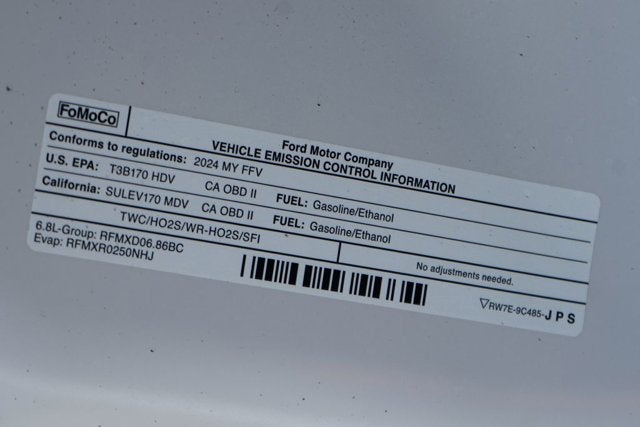 FoMoCo
Ford Motor Company
VEHICLE EMISSION CONTROL INFORMATION
Conforms to regulations: 2024 MY FFV
U.S. EPA: T3B170 HDV CA OBD II FUEL: Gasoline/Ethanol
California: SULEV170 MDV CA OBD II FUEL: Gasoline/Ethanol
TWC/HO2S/WR-HO2S/SFI
No adjustments needed.
6.8L-Group: RFMXD06.86BC
Evap: RFMXR0250NHJ
RW7E-9C485-JPS